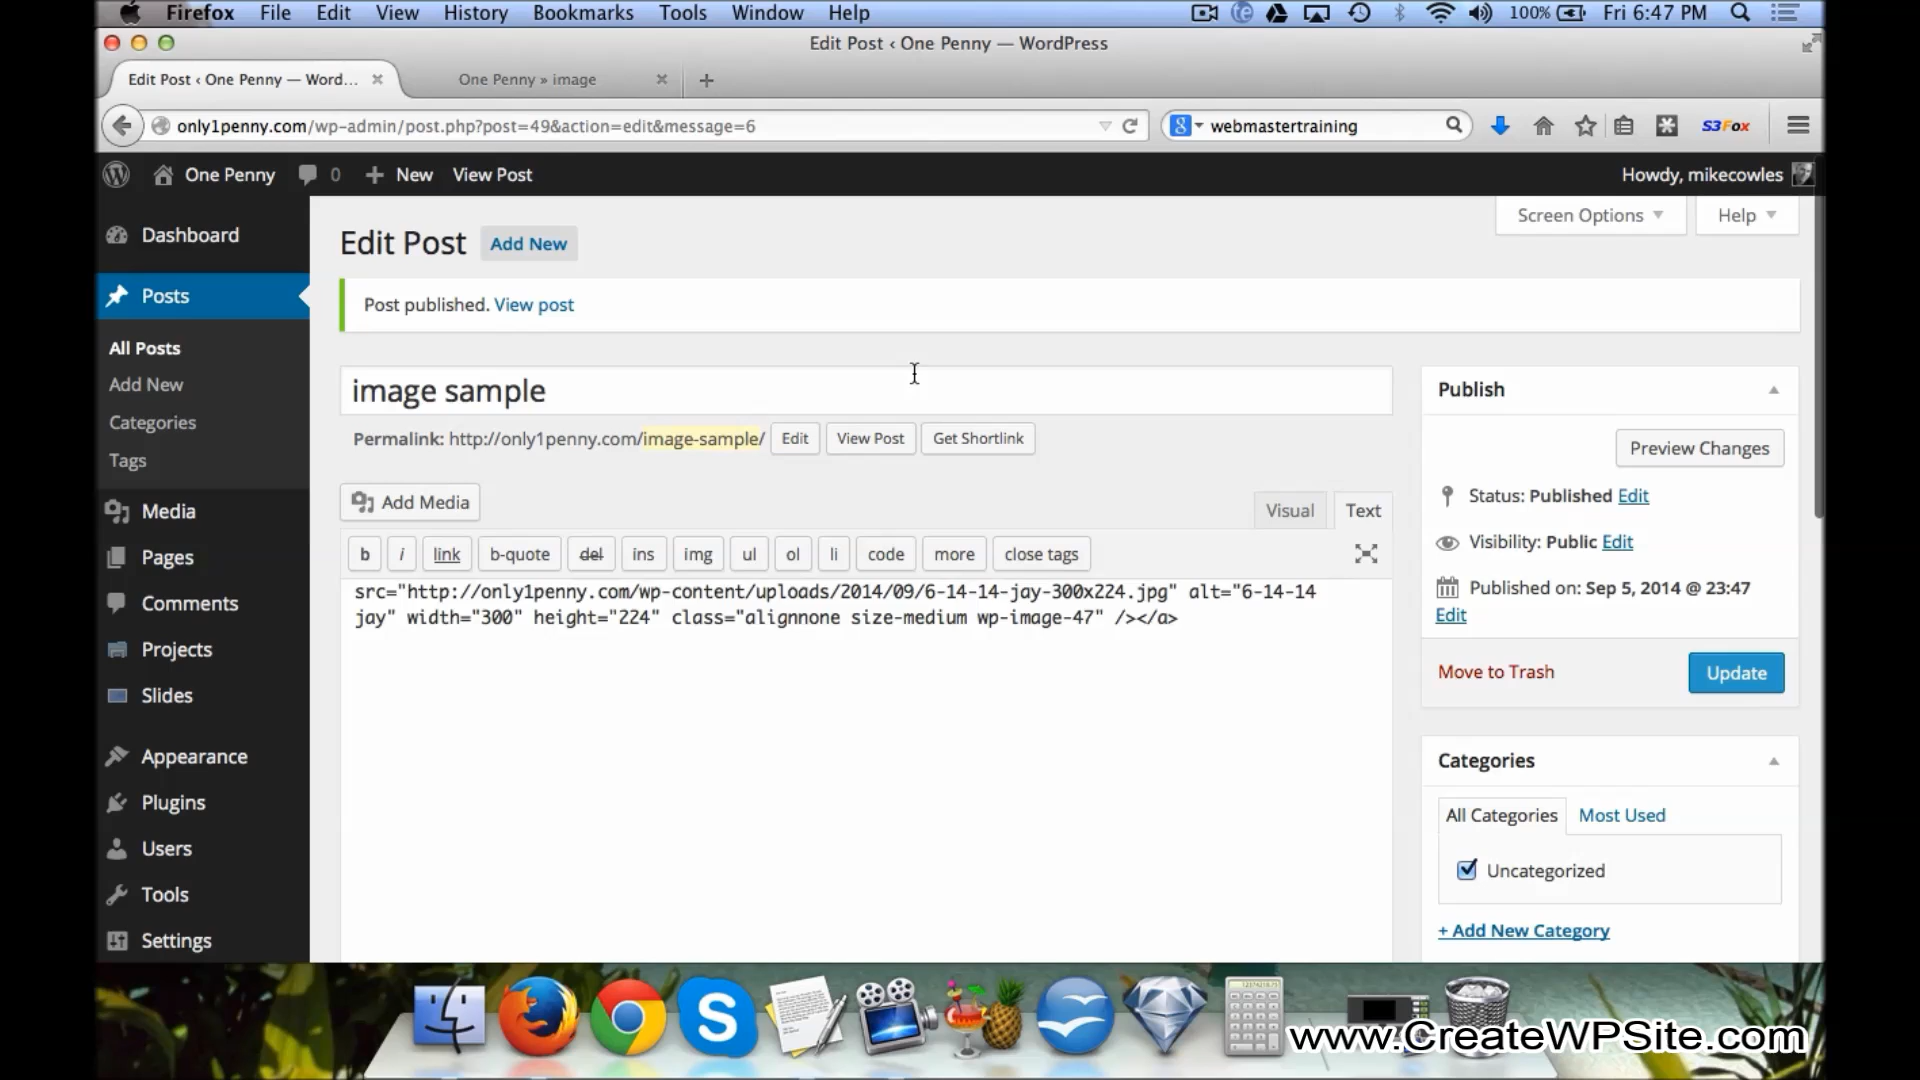 Firefox File Edit View History Bookmarks Tools Window Help 100% Fri 6:47 PM
Edit Post ‹ One Penny — WordPress
Edit Post ‹ One Penny — Word... One Penny » image
only1penny.com/wp-admin/post.php?post=49&action=edit&message=6 webmastertraining S3Fox
One Penny 0 New View Post Howdy, mikecowles
Screen Options Help
Dashboard
Edit Post Add New
Posts
Post published. View post
All Posts
Add New
Categories
Tags
image sample
Permalink: http://only1penny.com/image-sample/ Edit View Post Get Shortlink
Add Media Visual Text
b i link b-quote del ins img ul ol li code more close tags
src="http://only1penny.com/wp-content/uploads/2014/09/6-14-14-jay-300x224.jpg" alt="6-14-14
jay" width="300" height="224" class="alignnone size-medium wp-image-47" /></a>
Media
Pages
Comments
Projects
Slides
Appearance
Plugins
Users
Tools
Settings
Publish
Preview Changes
Status: Published Edit
Visibility: Public Edit
Published on: Sep 5, 2014 @ 23:47
Edit
Move to Trash Update
Categories
All Categories Most Used
Uncategorized
+ Add New Category
www.CreateWPSite.com